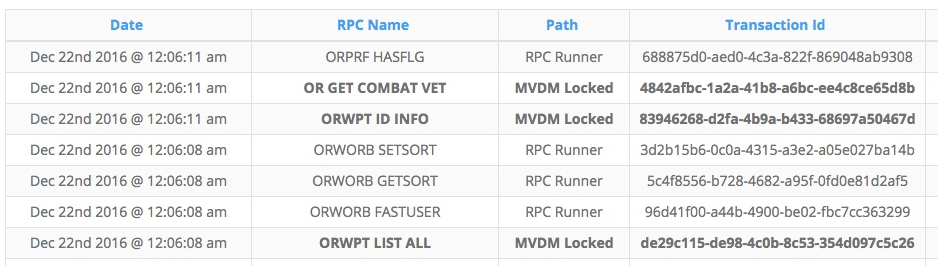 Date RPC Name Path Transaction Id
Dec 22nd 2016 @ 12:06:11 am ORPRF HASFLG RPC Runner 688875d0-aed0-4c3a-822f-869048ab9308
Dec 22nd 2016 @ 12:06:11 am OR GET COMBAT VET MVDM Locked 4842afbc-1a2a-41b8-a6bc-ee4c8ce65d8b
Dec 22nd 2016 @ 12:06:11 am ORWPT ID INFO MVDM Locked 83946268-d2fa-4b9a-b433-68697a50467d
Dec 22nd 2016 @ 12:06:08 am ORWORB SETSORT RPC Runner 3d2b15b6-0c0a-4315-a3e2-a05e027ba14b
Dec 22nd 2016 @ 12:06:08 am ORWORB GETSORT RPC Runner 5c4f8556-b728-4682-a95f-0fd0e81d2af5
Dec 22nd 2016 @ 12:06:08 am ORWORB FASTUSER RPC Runner 96d41f00-a44b-4900-be02-fbc7cc363299
Dec 22nd 2016 @ 12:06:08 am ORWPT LIST ALL MVDM Locked de29c115-de98-4c0b-8c53-354d097c5c26